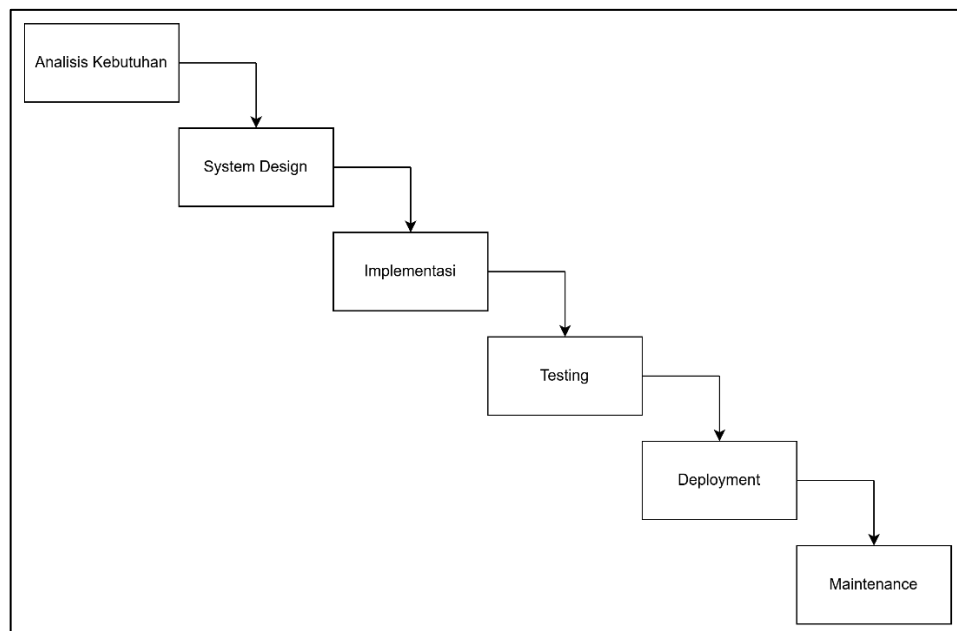 Analisis Kebutuhan
System Design
Implementasi
Testing
Deployment
Maintenance